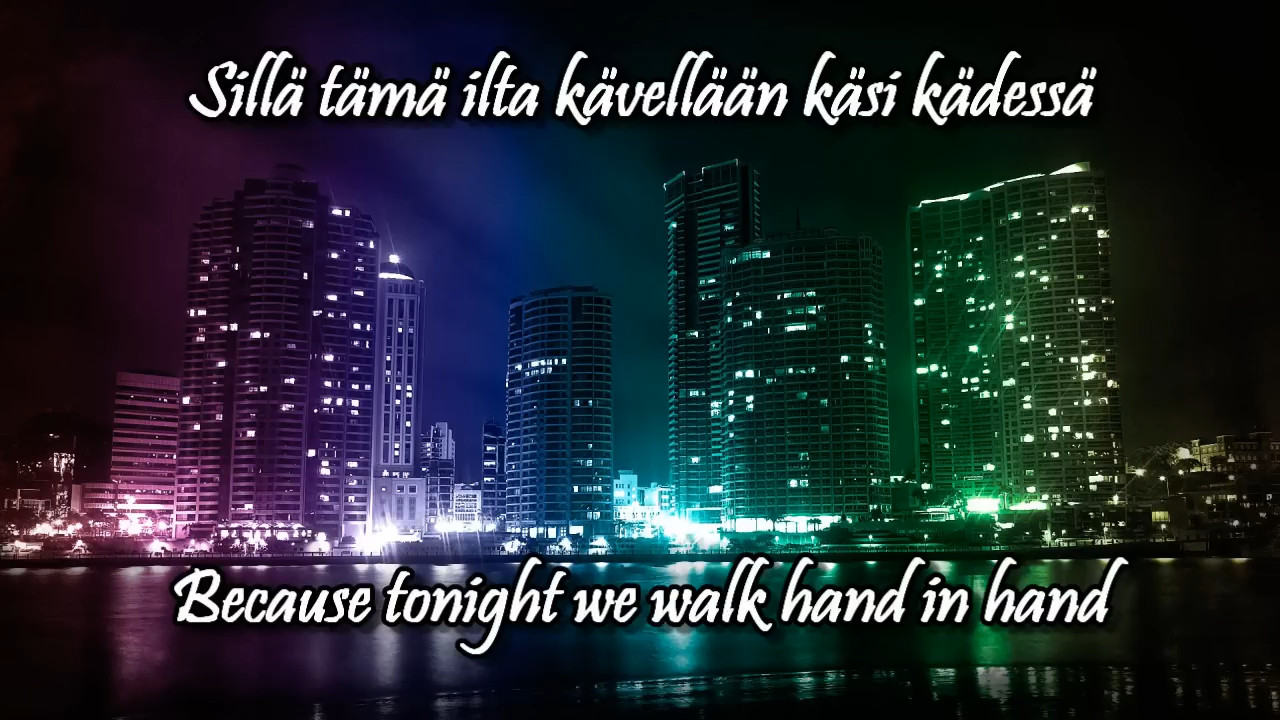 Sillä tämä ilta kävellään käsi kädessä
Because tonight we walk hand in hand